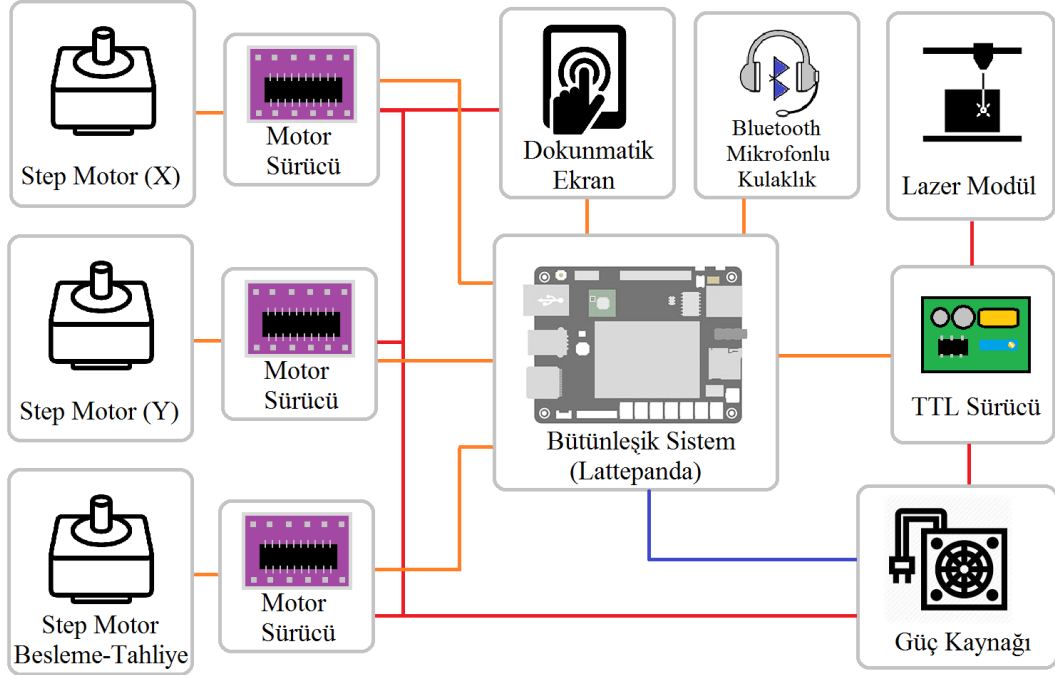 Step Motor (X)
Motor
Sürücü
Dokunmatik
Ekran
Bluetooth
Mikrofonlu
Kulaklık
Lazer Modül
Step Motor (Y)
Motor
Sürücü
Bütünleşik Sistem
(Lattepanda)
TTL Sürücü
Step Motor
Besleme-Tahliye
Motor
Sürücü
Güç Kaynağı